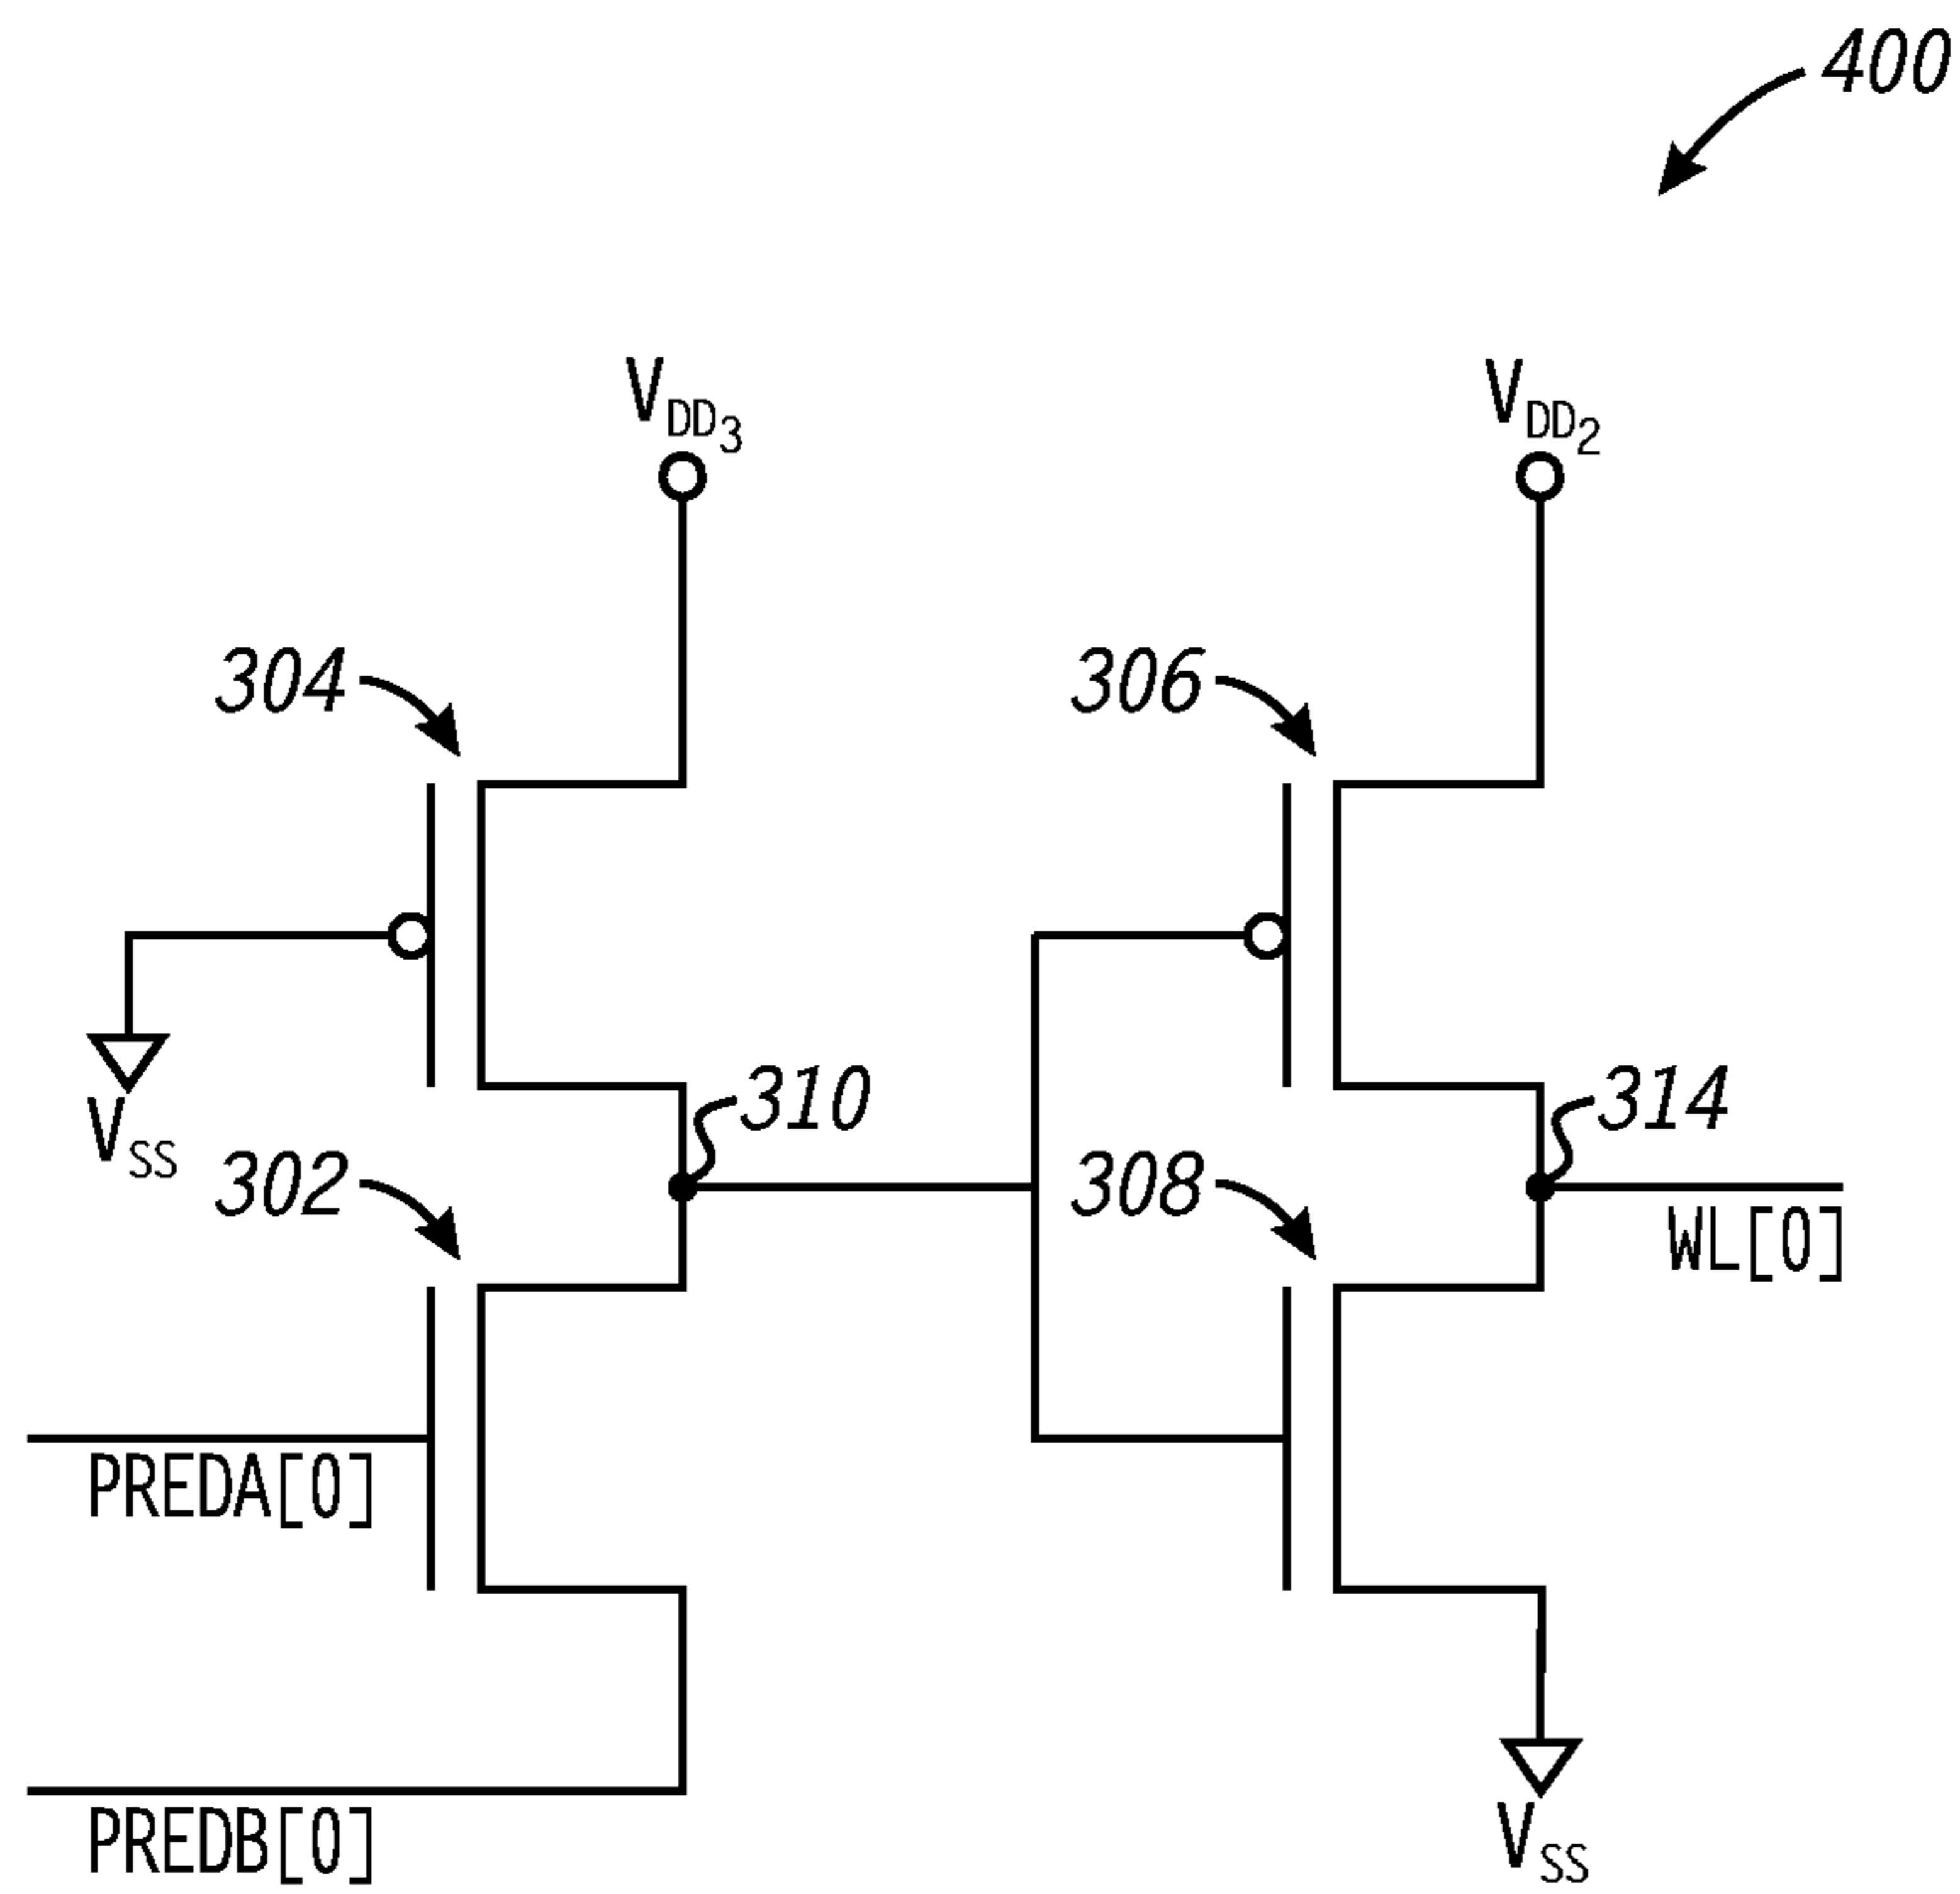 400
VDD3
VDD2
304
306
310
314
VSS
302
308
WL[0]
PREDA[0]
PREDB[0]
VSS